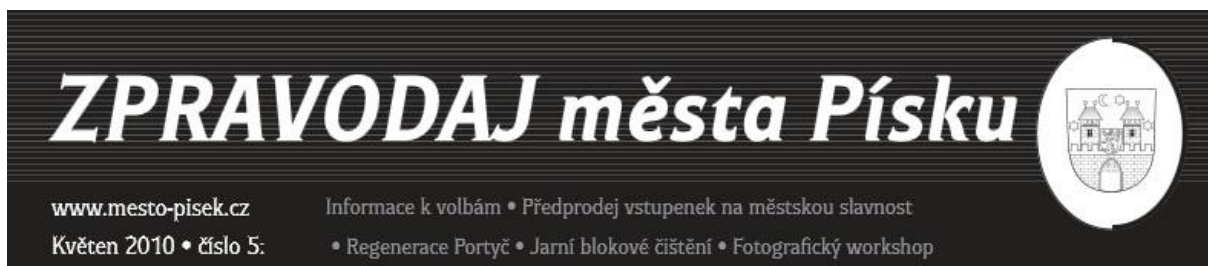 ZPRAVODAJ města Písku
www.mesto-pisek.cz
Informace k volbám • Předprodej vstupenek na městskou slavnost
Květen 2010 • číslo 5:
• Regenerace Portyč • Jarní blokové čištění • Fotografický workshop